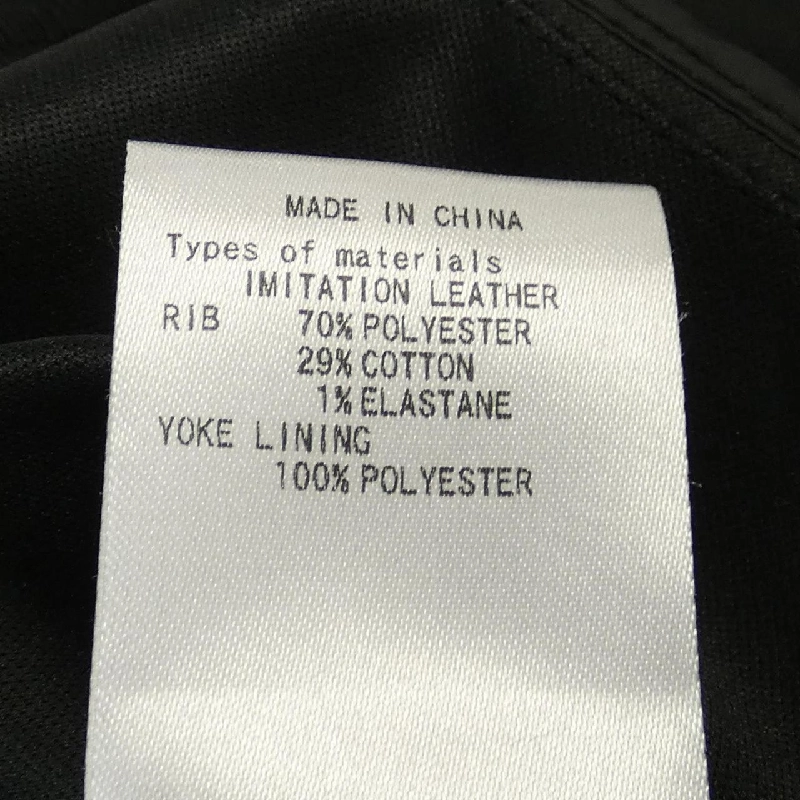 MADE IN CHINA
Types of materials
IMITATION LEATHER
RIB 70% POLYESTER
29% COTTON
1% ELASTANE
YOKE LINING
100% POLYESTER